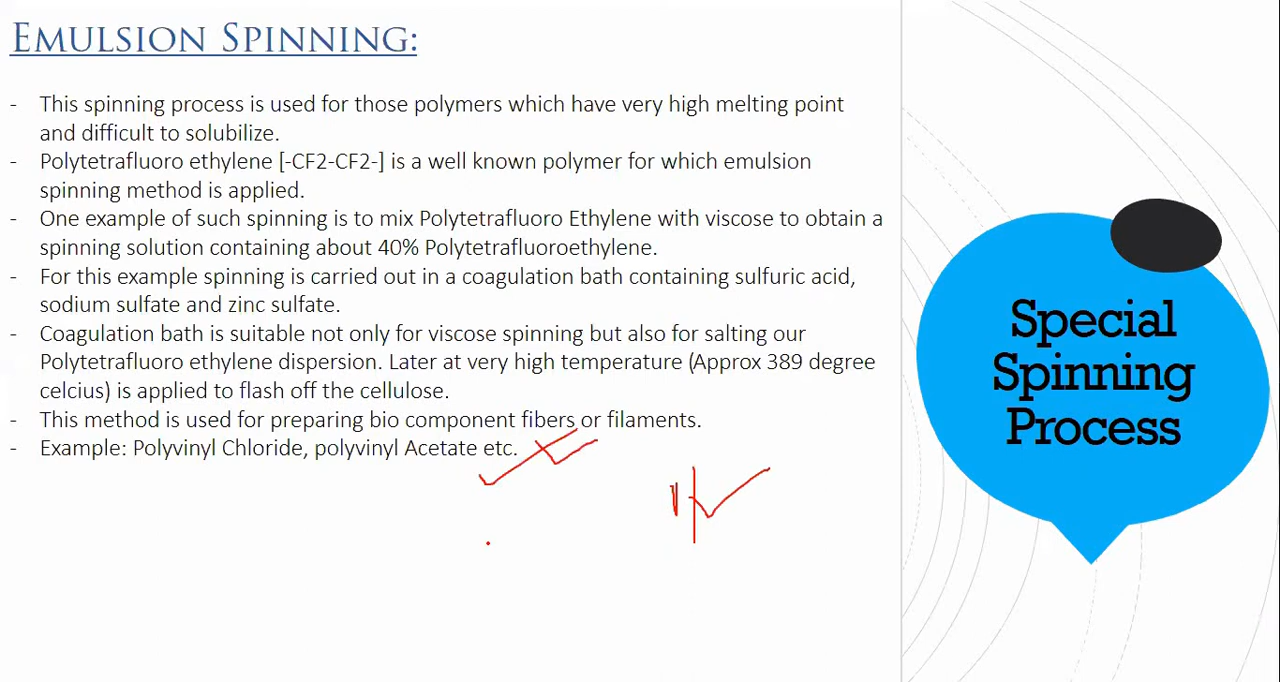 EMULSION SPINNING:
- This spinning process is used for those polymers which have very high melting point
and difficult to solubilize.
- Polytetrafluoro ethylene [-CF2-CF2-] is a well known polymer for which emulsion
spinning method is applied.
- One example of such spinning is to mix Polytetrafluoro Ethylene with viscose to obtain a
spinning solution containing about 40% Polytetrafluoroethylene.
- For this example spinning is carried out in a coagulation bath containing sulfuric acid,
sodium sulfate and zinc sulfate.
- Coagulation bath is suitable not only for viscose spinning but also for salting our
Polytetrafluoro ethylene dispersion. Later at very high temperature (Approx 389 degree
celcius) is applied to flash off the cellulose.
- This method is used for preparing bio component fibers or filaments.
- Example: Polyvinyl Chloride, polyvinyl Acetate etc.
Special
Spinning
Process